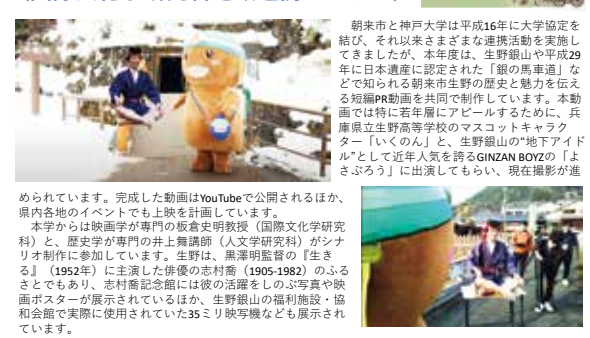 朝来市と神戸大学は平成16年に大学協定を
結び、それ以来さまざまな連携活動を実施し
てきましたが、本年度は、生野銀山や平成29
年に日本遺産に認定された「銀の馬車道」な
どで知られる朝来市生野の歴史と魅力を伝え
る短編PR動画を共同で制作しています。本動
画では特に若年層にアピールするために、兵
庫県立生野高等学校のマスコットキャラク
ター「いくのん」と、生野銀山の“地下アイド
ル”として近年人気を誇るGINZAN BOYZの「よ
さぶろう」に出演してもらい、現在撮影が進
められています。完成した動画はYouTubeで公開されるほか、
県内各地のイベントでも上映を計画しています。
本学からは映画学が専門の板倉史明教授（国際文化学研究
科）と、歴史学が専門の井上舞講師（人文学研究科）がシナ
リオ制作に参加しています。生野は、黒澤明監督の『生き
る』（1952年）に主演した俳優の志村喬（1905-1982）のふる
さとでもあり、志村喬記念館には彼の活躍をしのぶ写真や映
画ポスターが展示されているほか、生野銀山の福利施設・協
和会館で実際に使用されていた35ミリ映写機なども展示され
ています。